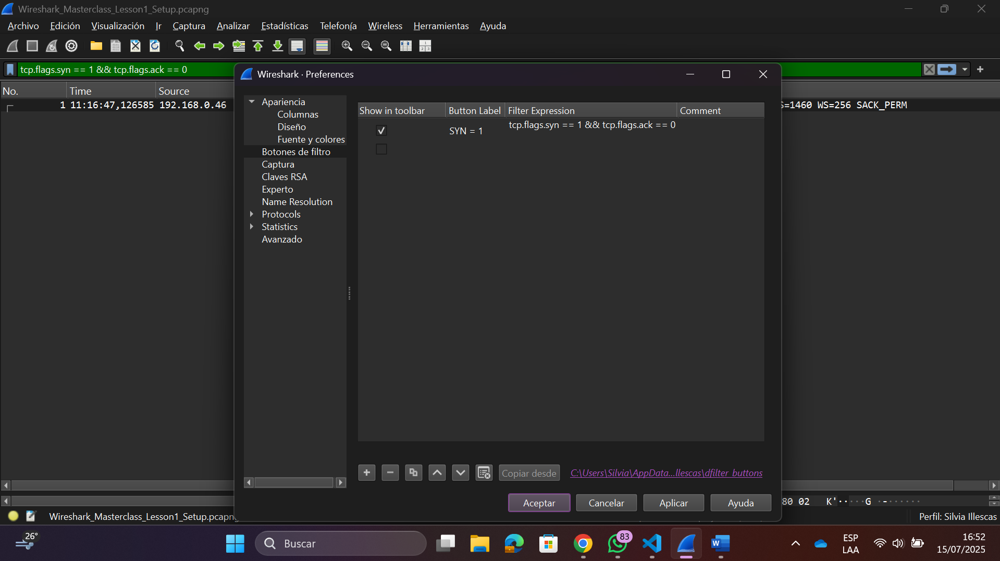 Wireshark_Masterclass_Lesson1_Setup.pcapng
Archivo Edición Visualización Ir Captura Analizar Estadísticas Telefonía Wireless Herramientas Ayuda
tcp.flags.syn == 1 && tcp.flags.ack == 0
No. Time Source
1 11:16:47,126585 192.168.0.46
=1460 WS=256 SACK_PERM
Wireshark · Preferences
Apariencia
Columnas
Diseño
Fuente y colores
Botones de filtro
Captura
Claves RSA
Experto
Name Resolution
Protocols
Statistics
Avanzado
Show in toolbar Button Label Filter Expression Comment
SYN = 1 tcp.flags.syn == 1 && tcp.flags.ack == 0
Copiar desde C:\Users\Silvia\AppData...llescas\dfilter_buttons
Aceptar Cancelar Aplicar Ayuda
80 02 K'·····G ·-······
Wireshark_Masterclass_Lesson1_Setup.pcapng
Perfil: Silvia Illescas
26°
Buscar
83
ESP
LAA
16:52
15/07/2025